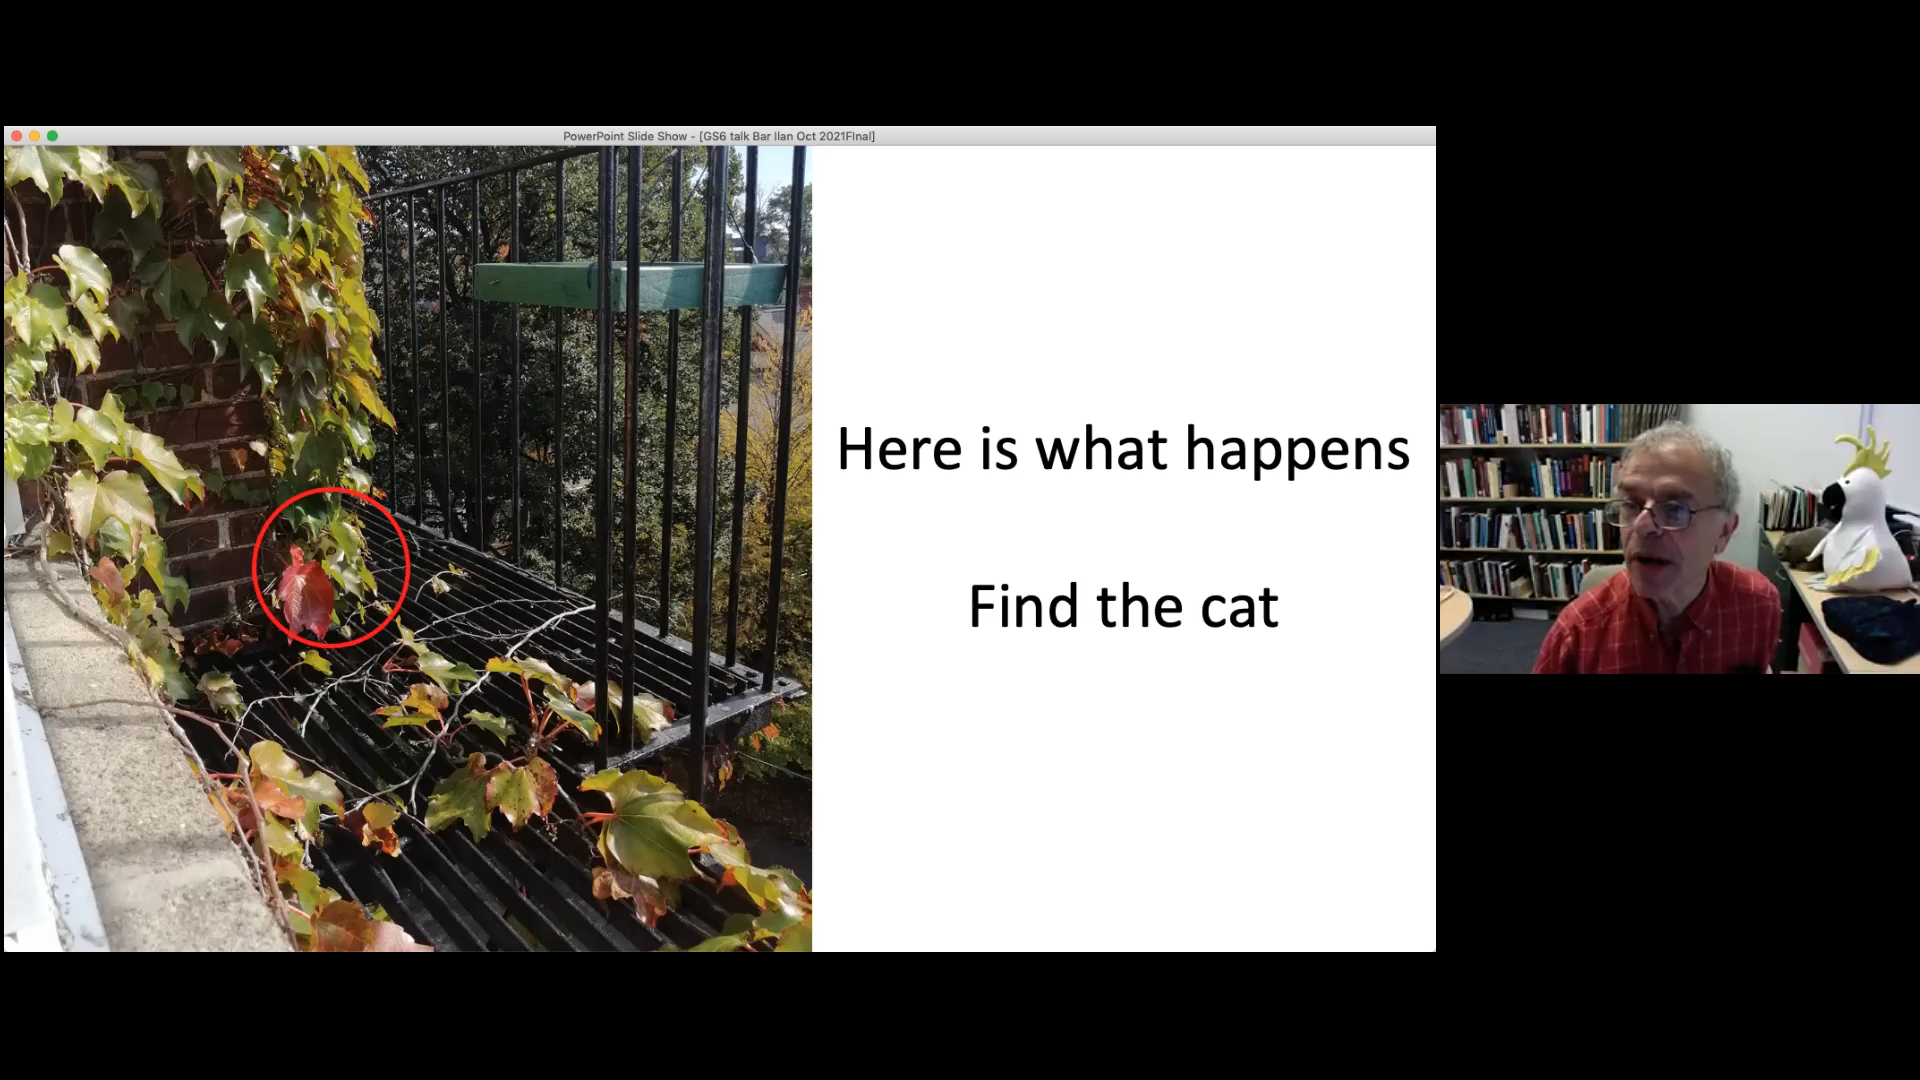 PowerPoint Slide Show - [GS6 talk Bar Ilan Oct 2021FInal]
Here is what happens
Find the cat